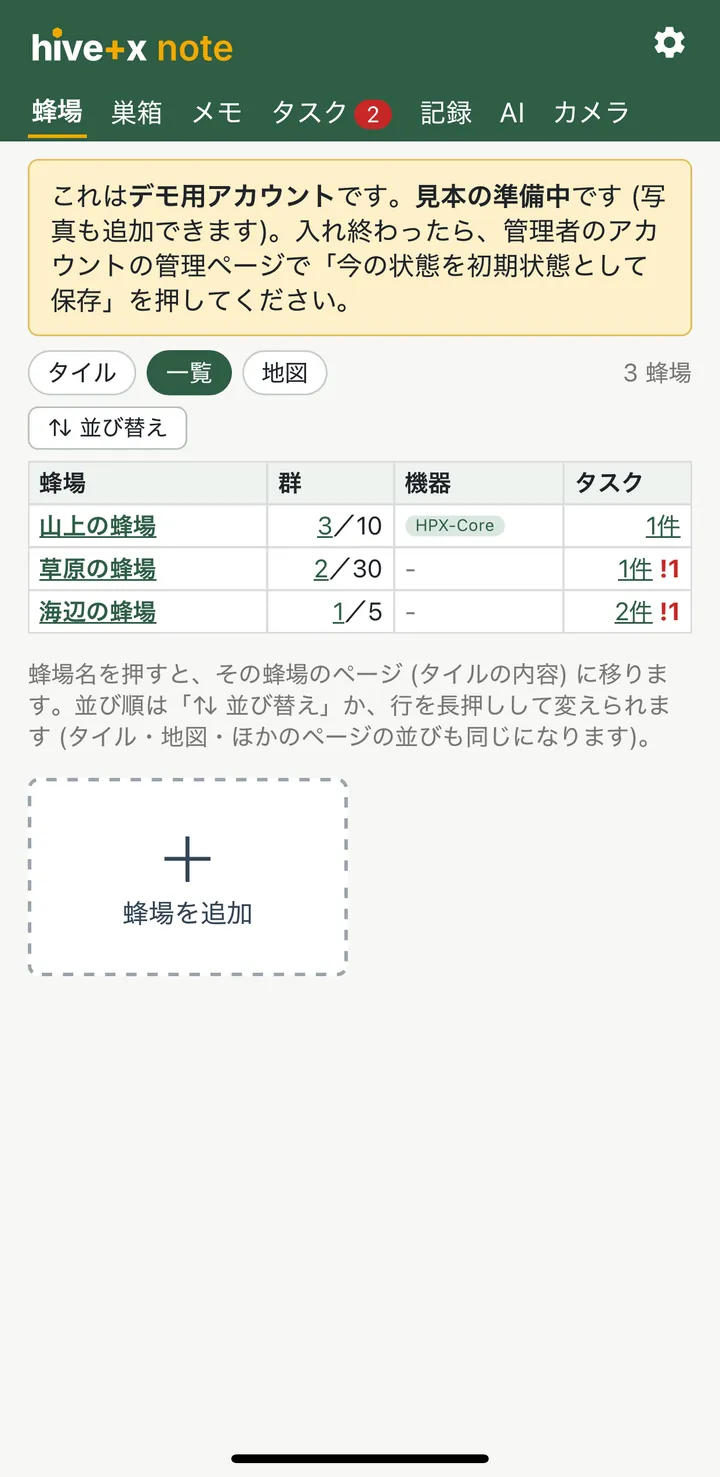 hive+x note
蜂場 巣箱 メモ タスク 2 記録 AI カメラ
これはデモ用アカウントです。見本の準備中です (写
真も追加できます)。入れ終わったら、管理者のアカ
ウントの管理ページで「今の状態を初期状態として
保存」を押してください。
タイル 一覧 地図 3 蜂場
↑↓ 並び替え
蜂場 群 機器 タスク
山上の蜂場 3/10 HPX-Core 1件
草原の蜂場 2/30 - 1件 !1
海辺の蜂場 1/5 - 2件 !1
蜂場名を押すと、その蜂場のページ (タイルの内容) に移りま
す。並び順は「↑↓ 並び替え」か、行を長押しして変えられま
す (タイル・地図・ほかのページの並びも同じになります)。
+
蜂場を追加